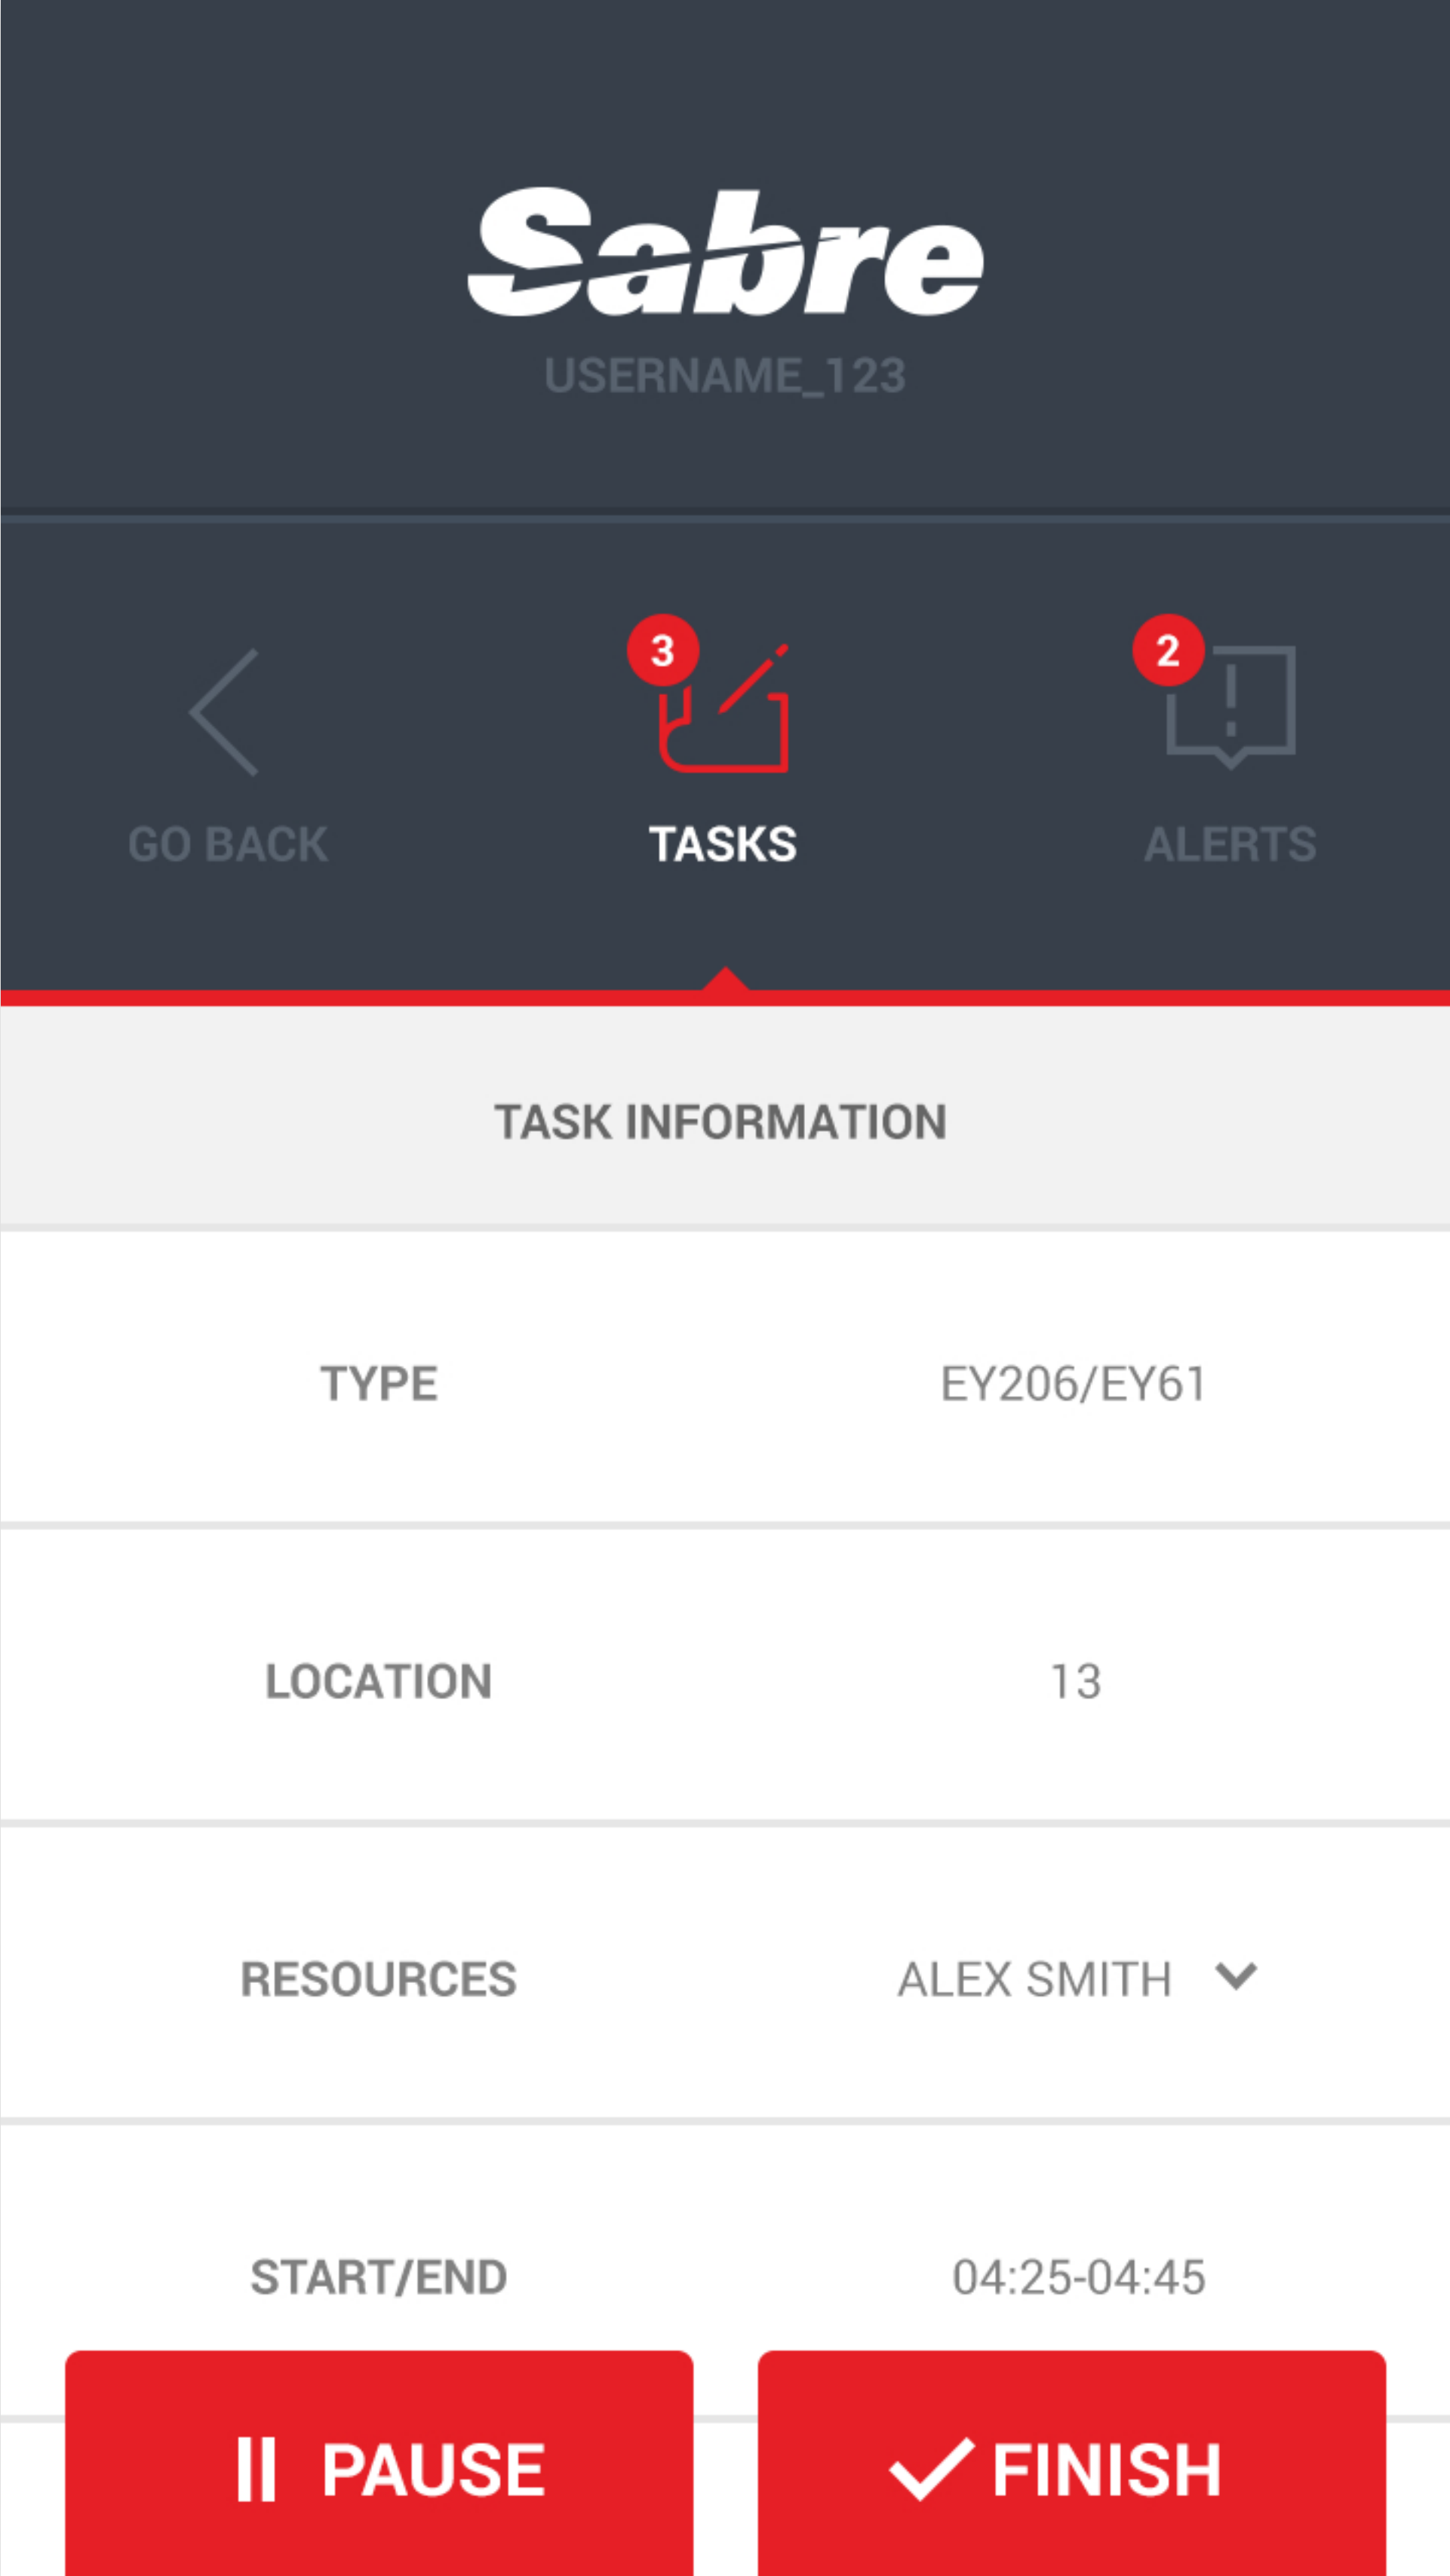 Sabre
USERNAME_123
3
2
GO BACK
TASKS
ALERTS
TASK INFORMATION
TYPE EY206/EY61
LOCATION 13
RESOURCES ALEX SMITH
START/END 04:25-04:45
PAUSE
FINISH